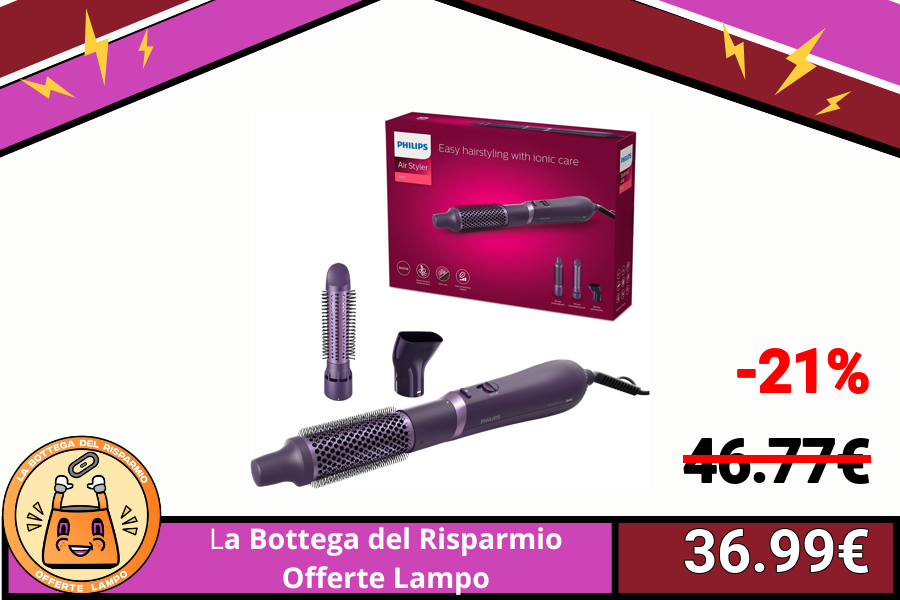 PHILIPS
Air Styler
Easy hairstyling with ionic care
PHILIPS
PHILIPS
-21%
46.77€
LA BOTTEGA DEL RISPARMIO
OFFERTE LAMPO
La Bottega del Risparmio
Offerte Lampo
36.99€